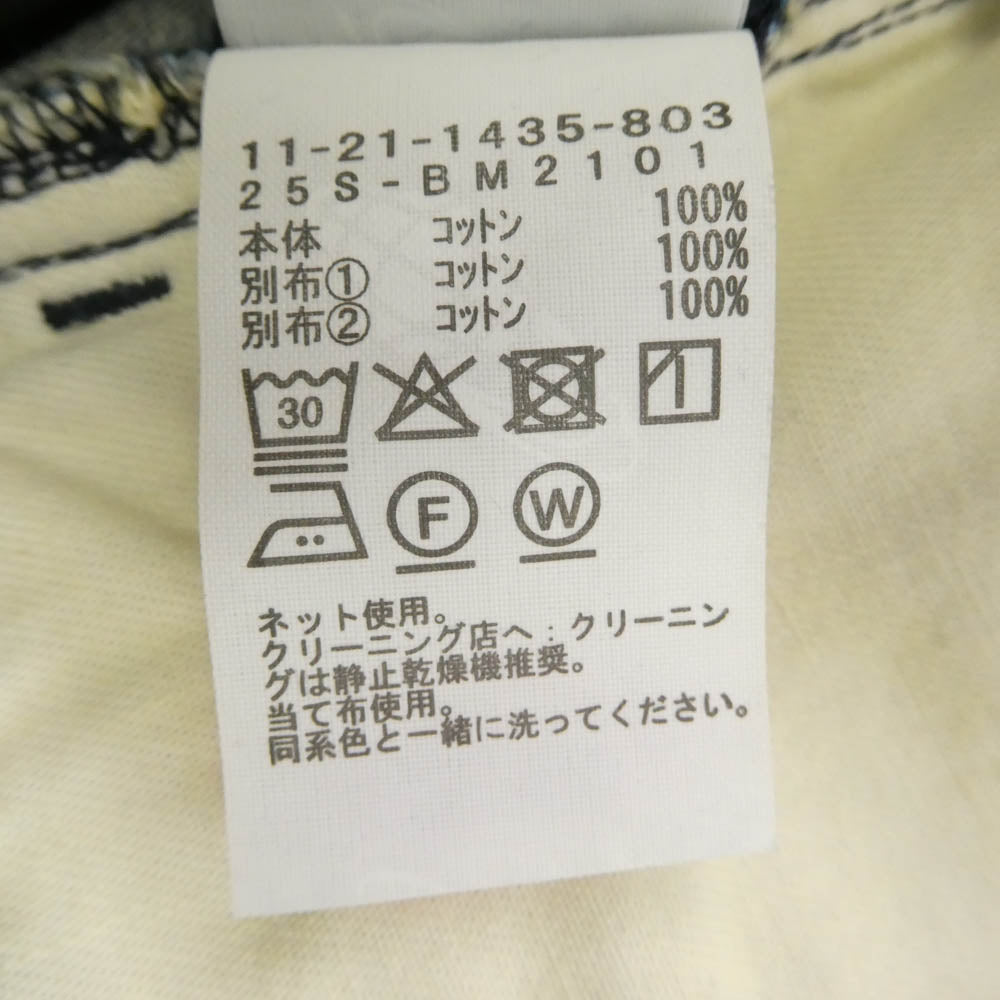 11-21-1435-803
25S-BM2101
本体 コットン 100%
別布① コットン 100%
別布② コットン 100%
30
F W
ネット使用。
クリーニング店へ：クリーニン
グは静止乾燥機推奨。
当て布使用。
同系色と一緒に洗ってください。